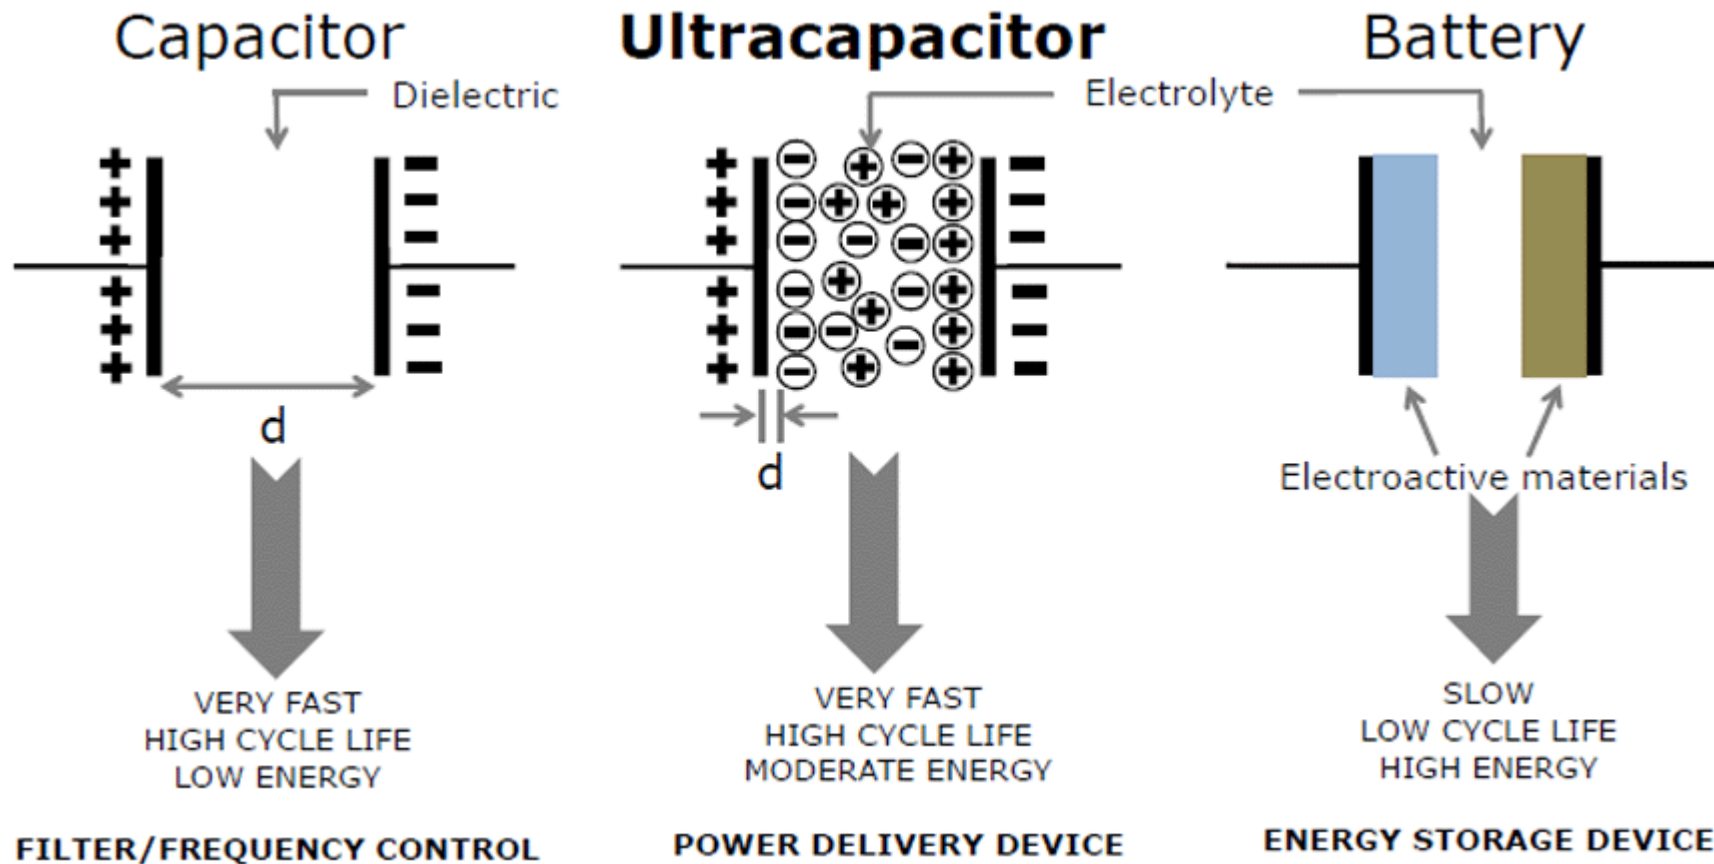 Capacitor
Ultracapacitor
Battery
Dielectric
Electrolyte
d
d
Electroactive materials
VERY FAST
HIGH CYCLE LIFE
LOW ENERGY
VERY FAST
HIGH CYCLE LIFE
MODERATE ENERGY
SLOW
LOW CYCLE LIFE
HIGH ENERGY
FILTER/FREQUENCY CONTROL
POWER DELIVERY DEVICE
ENERGY STORAGE DEVICE